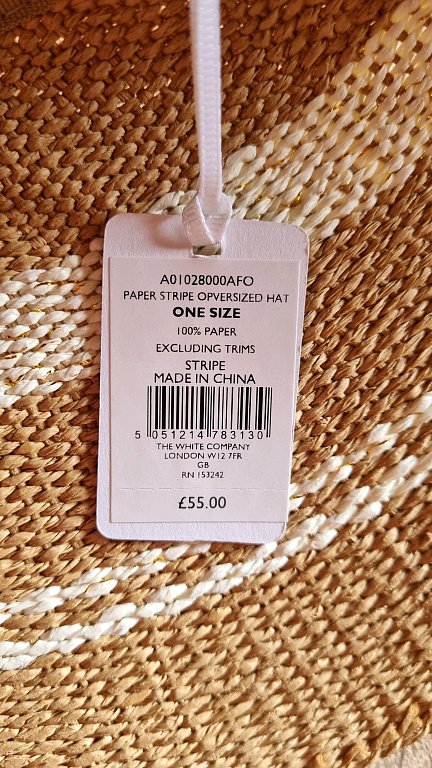 A01028000AFO
PAPER STRIPE OPVERSIZED HAT
ONE SIZE
100% PAPER
EXCLUDING TRIMS
STRIPE
MADE IN CHINA
5 051214 783130
THE WHITE COMPANY
LONDON W12 7FR
GB
RN 153242
£55.00